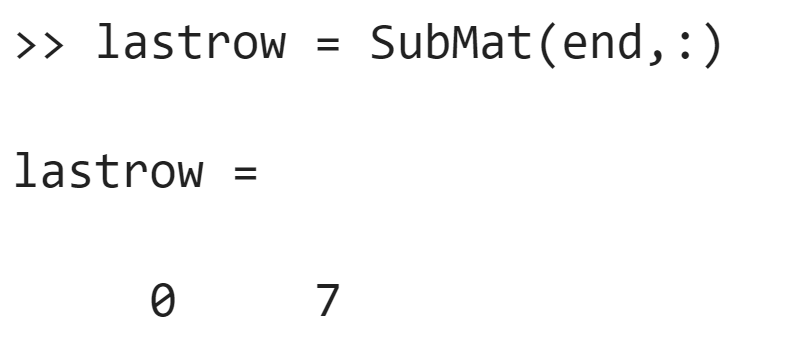 >> lastrow = SubMat(end,:)
lastrow =
0 7